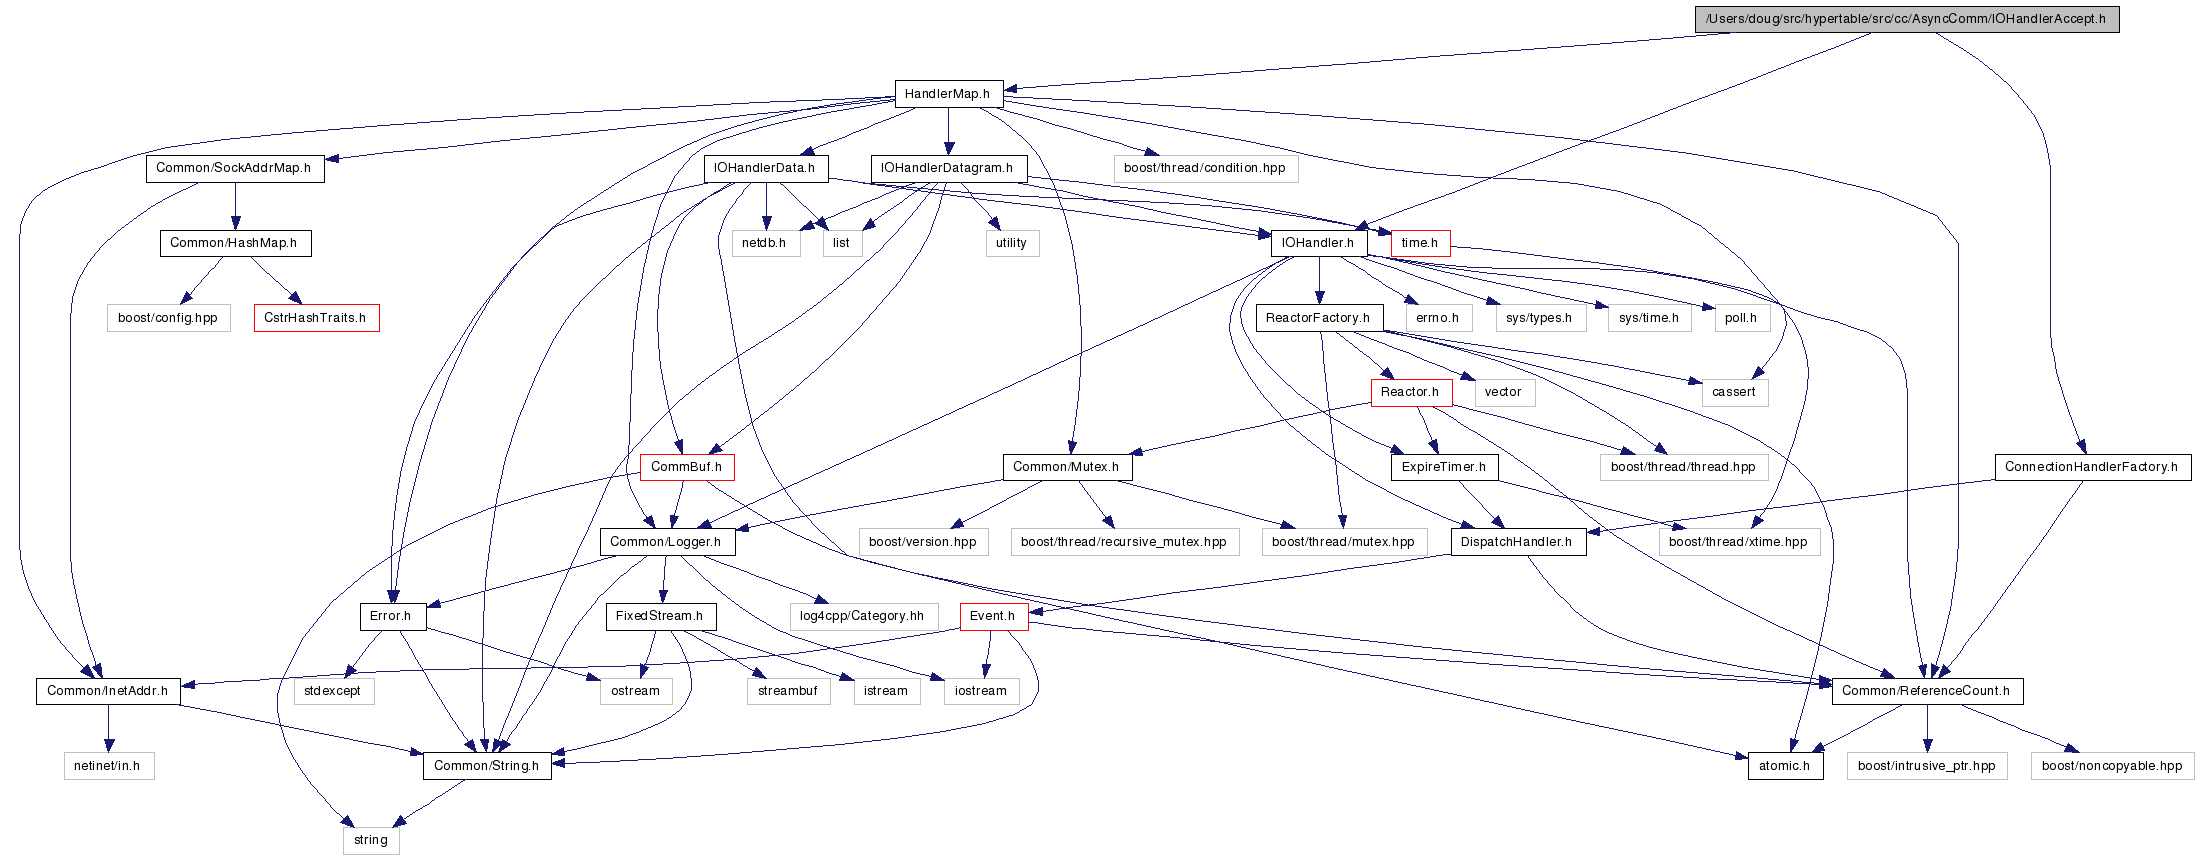 /Users/doug/src/hypertable/src/cc/AsyncComm/IOHandlerAccept.h
HandlerMap.h
Common/SockAddrMap.h
IOHandlerData.h
IOHandlerDatagram.h
boost/thread/condition.hpp
Common/HashMap.h
netdb.h
list
utility
IOHandler.h
time.h
boost/config.hpp
CstrHashTraits.h
ReactorFactory.h
errno.h
sys/types.h
sys/time.h
poll.h
Reactor.h
vector
cassert
CommBuf.h
Common/Mutex.h
ExpireTimer.h
boost/thread/thread.hpp
ConnectionHandlerFactory.h
Common/Logger.h
boost/version.hpp
boost/thread/recursive_mutex.hpp
boost/thread/mutex.hpp
DispatchHandler.h
boost/thread/xtime.hpp
Error.h
FixedStream.h
log4cpp/Category.hh
Event.h
Common/InetAddr.h
stdexcept
ostream
streambuf
istream
iostream
Common/ReferenceCount.h
netinet/in.h
Common/String.h
atomic.h
boost/intrusive_ptr.hpp
boost/noncopyable.hpp
string